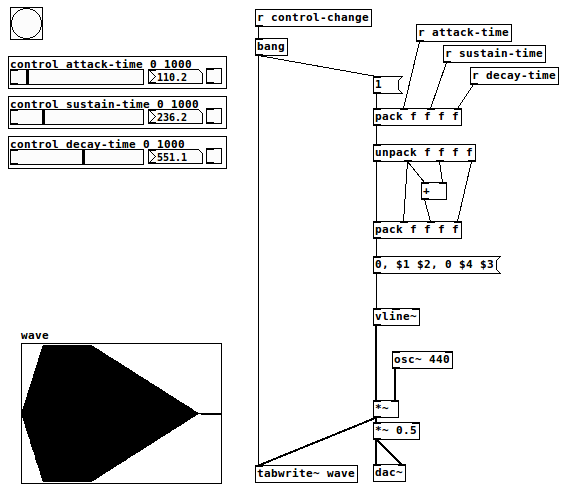 r control-change
bang
r attack-time
r sustain-time
r decay-time
control attack-time 0 1000
110.2
control sustain-time 0 1000
236.2
control decay-time 0 1000
551.1
1
pack f f f f
unpack f f f f
+
pack f f f f
0, $1 $2, 0 $4 $3
vline~
wave
osc~ 440
*~
*~ 0.5
tabwrite~ wave
dac~